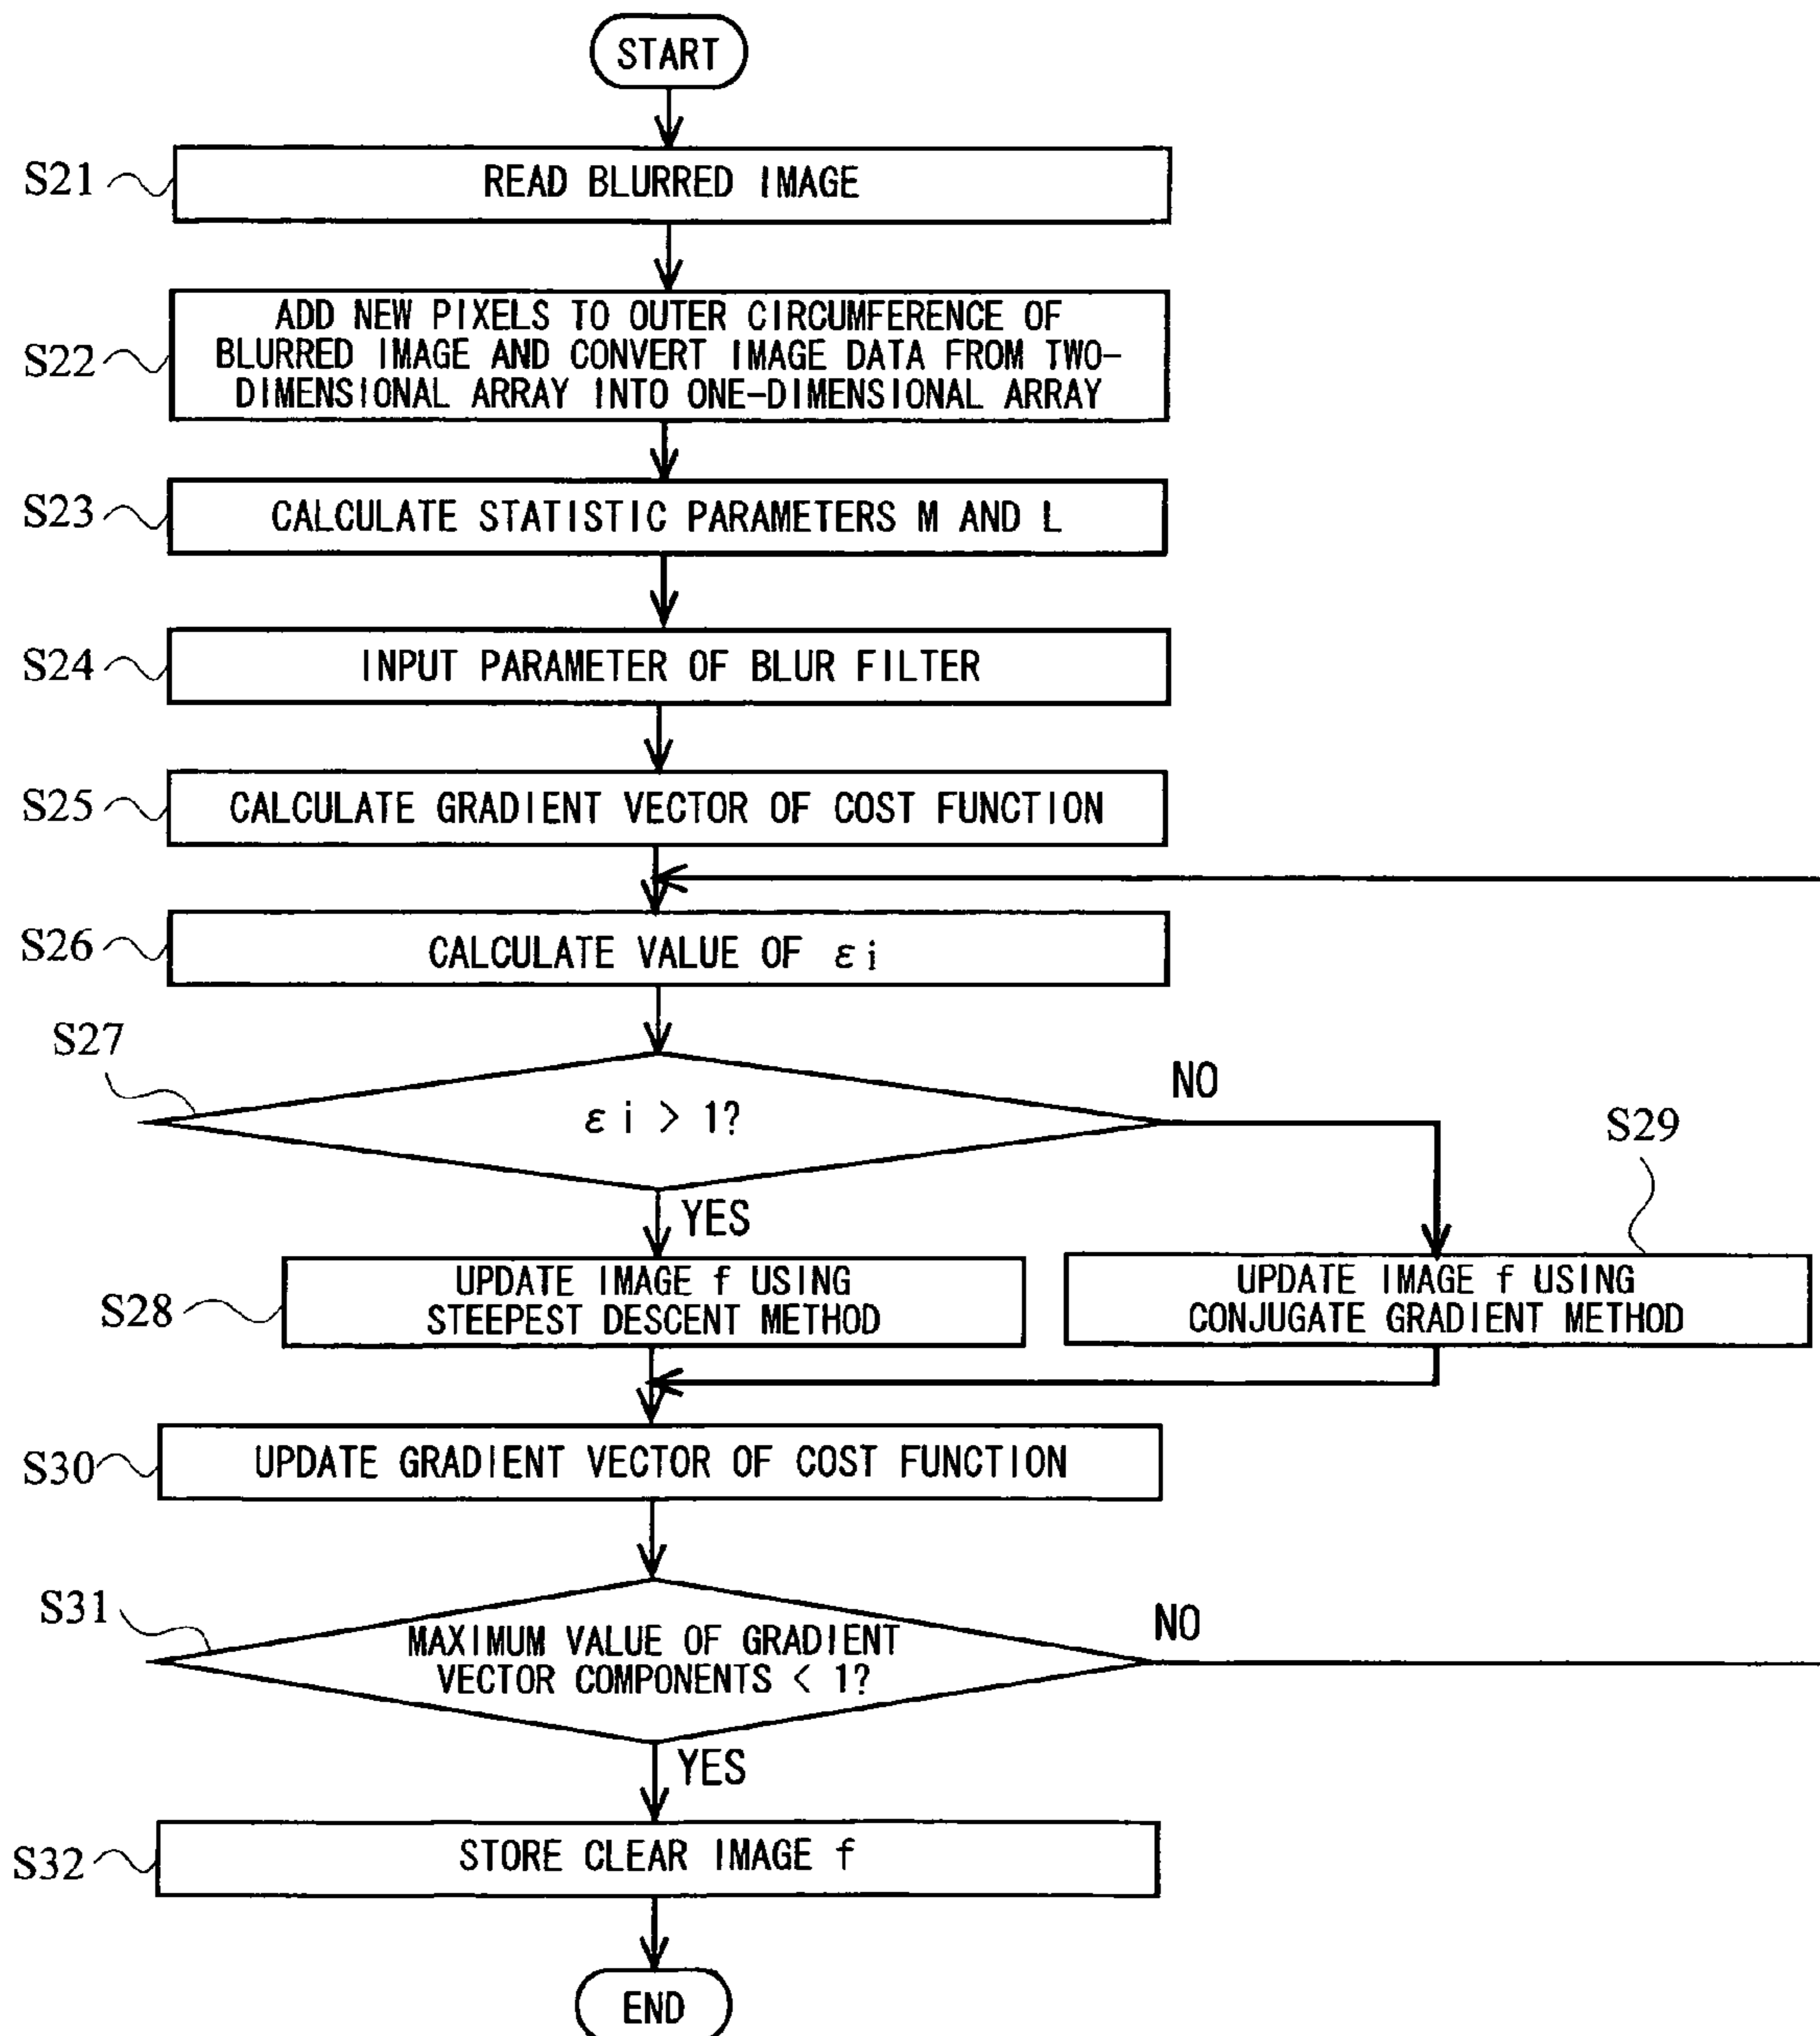 START
S21
READ BLURRED IMAGE
S22
ADD NEW PIXELS TO OUTER CIRCUMFERENCE OF
BLURRED IMAGE AND CONVERT IMAGE DATA FROM TWO-
DIMENSIONAL ARRAY INTO ONE-DIMENSIONAL ARRAY
S23
CALCULATE STATISTIC PARAMETERS M AND L
S24
INPUT PARAMETER OF BLUR FILTER
S25
CALCULATE GRADIENT VECTOR OF COST FUNCTION
S26
CALCULATE VALUE OF εi
S27
εi > 1?
NO
YES
S28
UPDATE IMAGE f USING
STEEPEST DESCENT METHOD
S29
UPDATE IMAGE f USING
CONJUGATE GRADIENT METHOD
S30
UPDATE GRADIENT VECTOR OF COST FUNCTION
S31
MAXIMUM VALUE OF GRADIENT
VECTOR COMPONENTS < 1?
NO
YES
S32
STORE CLEAR IMAGE f
END